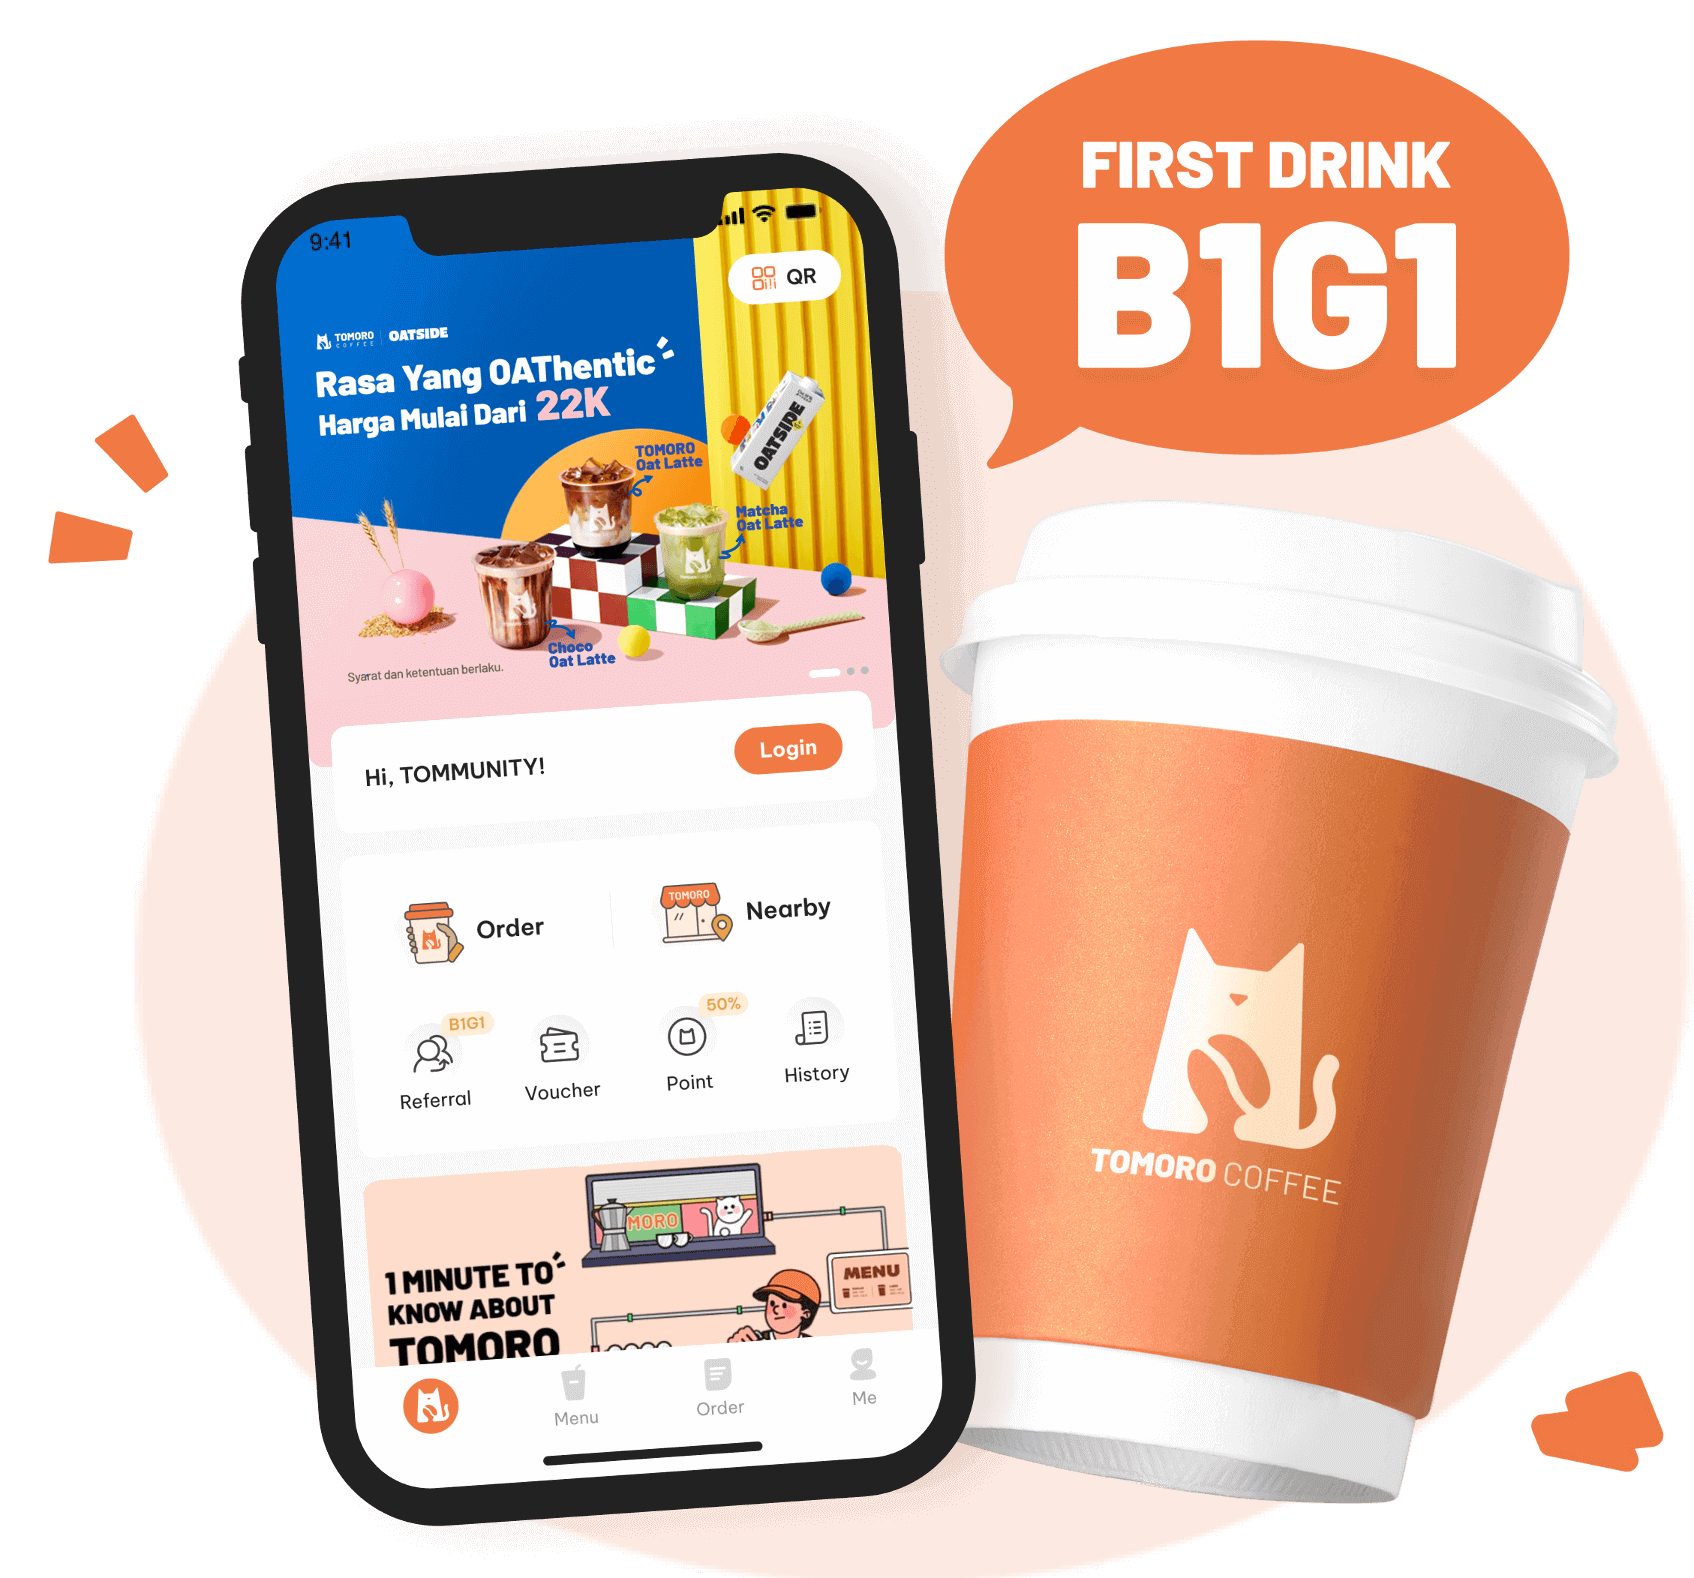 FIRST DRINK
B1G1
9:41
QR
TOMORO COFFEE | OATSIDE
Rasa Yang OAThentic
Harga Mulai Dari 22K
OATSIDE
TOMORO
Oat Latte
Matcha
Oat Latte
Choco
Oat Latte
Syarat dan ketentuan berlaku.
Hi, TOMMUNITY!
Login
Order
TOMORO
Nearby
B1G1
Referral
Voucher
50%
Point
History
MORO
1 MINUTE TO
KNOW ABOUT
TOMORO
MENU
Menu
Order
Me
TOMORO COFFEE